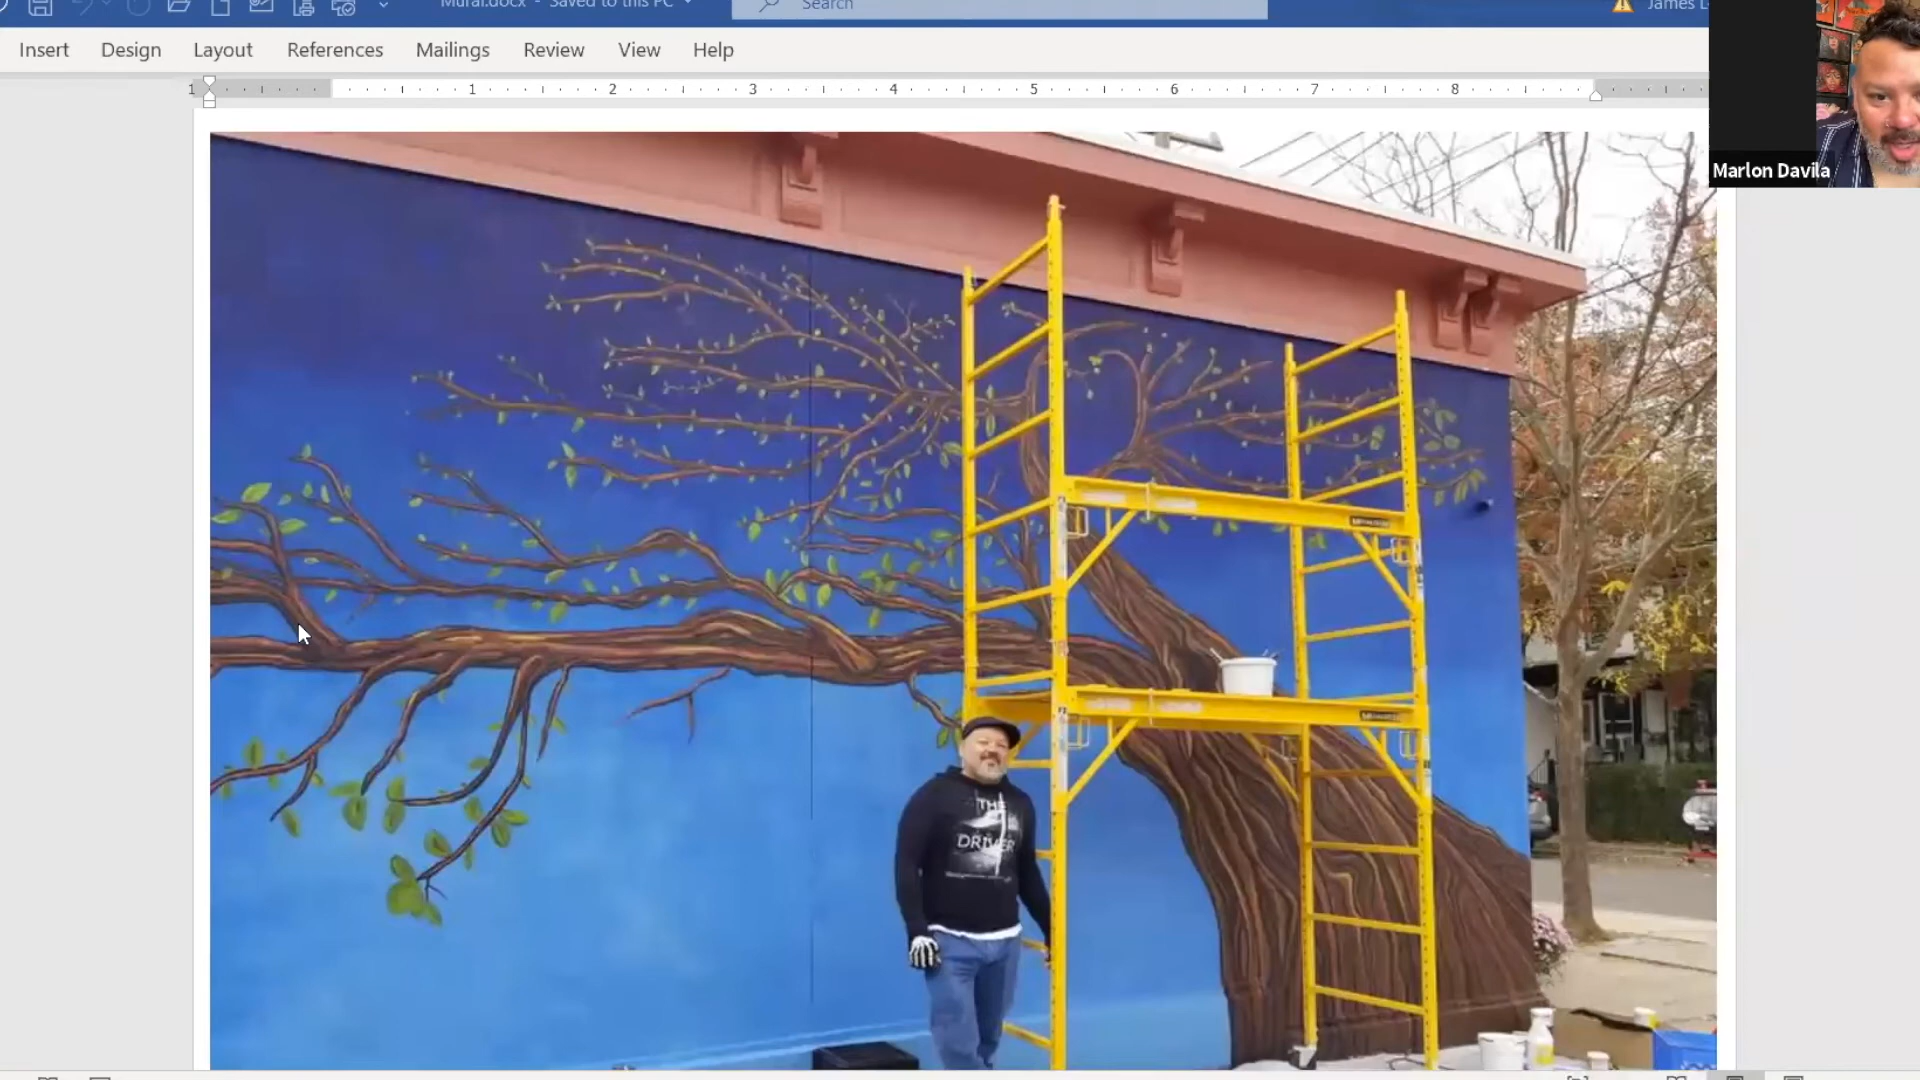 Mural.docx - Saved to this PC
Search
James L
Insert Design Layout References Mailings Review View Help
1 1 2 3 4 5 6 7 8
Marlon Davila
THE
DRIVER